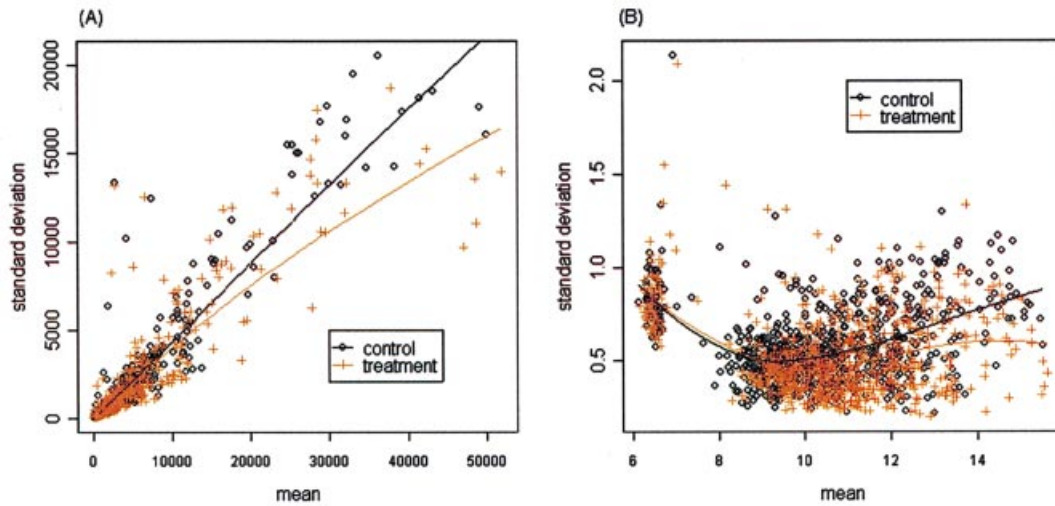 (A)
standard deviation
20000
15000
10000
5000
0
control
treatment
0 10000 20000 30000 40000 50000
mean
(B)
standard deviation
2.0
1.5
1.0
0.5
control
treatment
6 8 10 12 14
mean